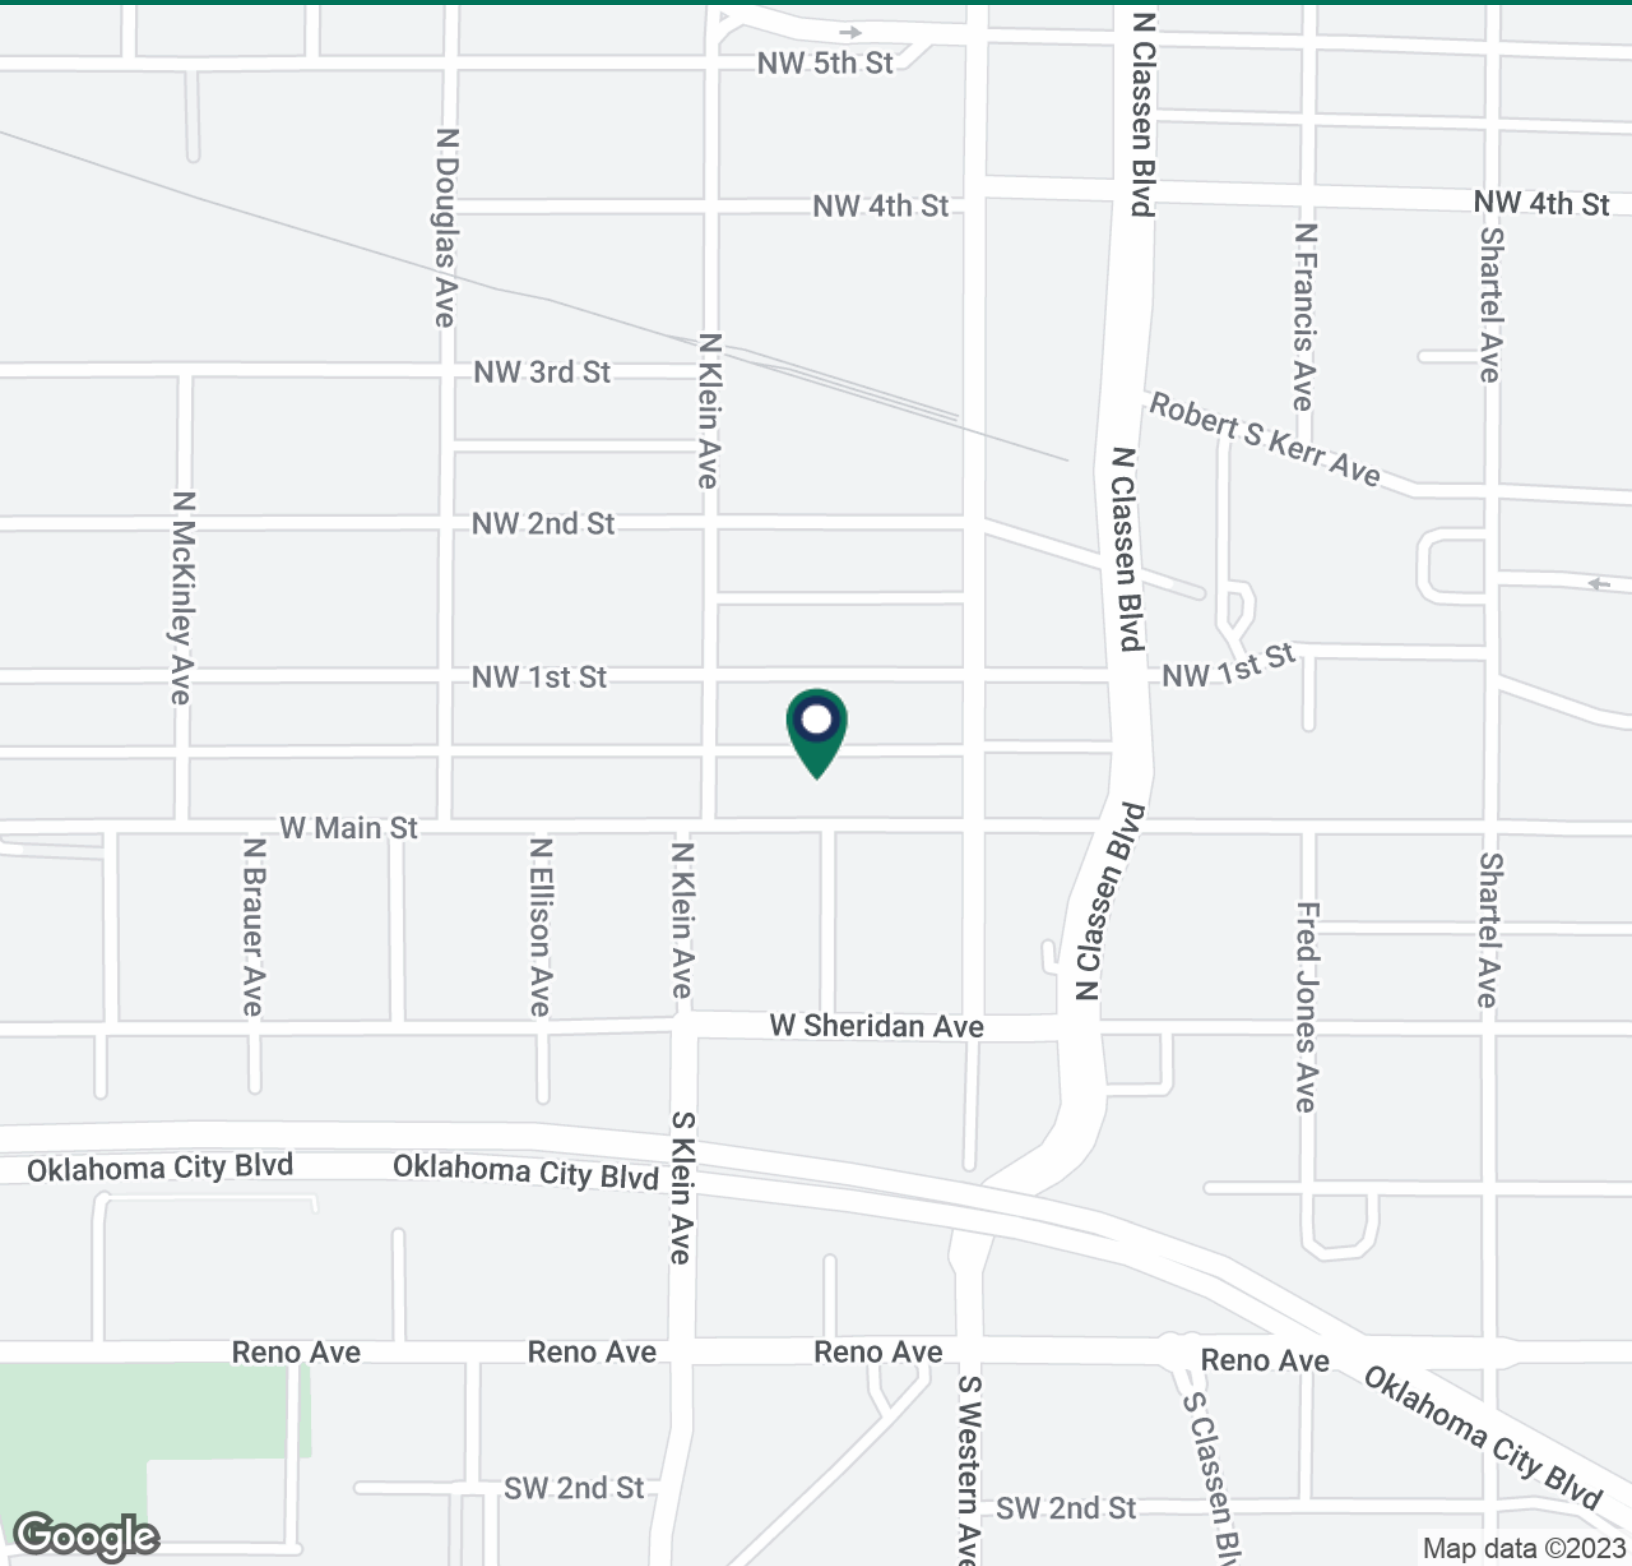 N Classen Blvd
NW 5th St
N Douglas Ave
NW 4th St
NW 4th St
N Francis Ave
Shartel Ave
N Klein Ave
NW 3rd St
Robert S Kerr Ave
N Classen Blvd
N McKinley Ave
NW 2nd St
NW 1st St
NW 1st St
W Main St
N Classen Blvd
N Brauer Ave
N Ellison Ave
N Klein Ave
Fred Jones Ave
Shartel Ave
W Sheridan Ave
S Klein Ave
Oklahoma City Blvd
Oklahoma City Blvd
Reno Ave
Reno Ave
Reno Ave
Reno Ave
Oklahoma City Blvd
S Western Ave
S Classen Blv
SW 2nd St
SW 2nd St
Google
Map data ©2023